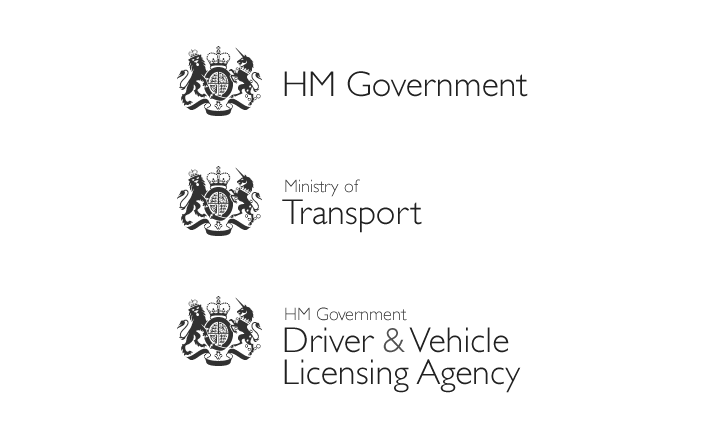 HM Government
Ministry of
Transport
HM Government
Driver & Vehicle
Licensing Agency